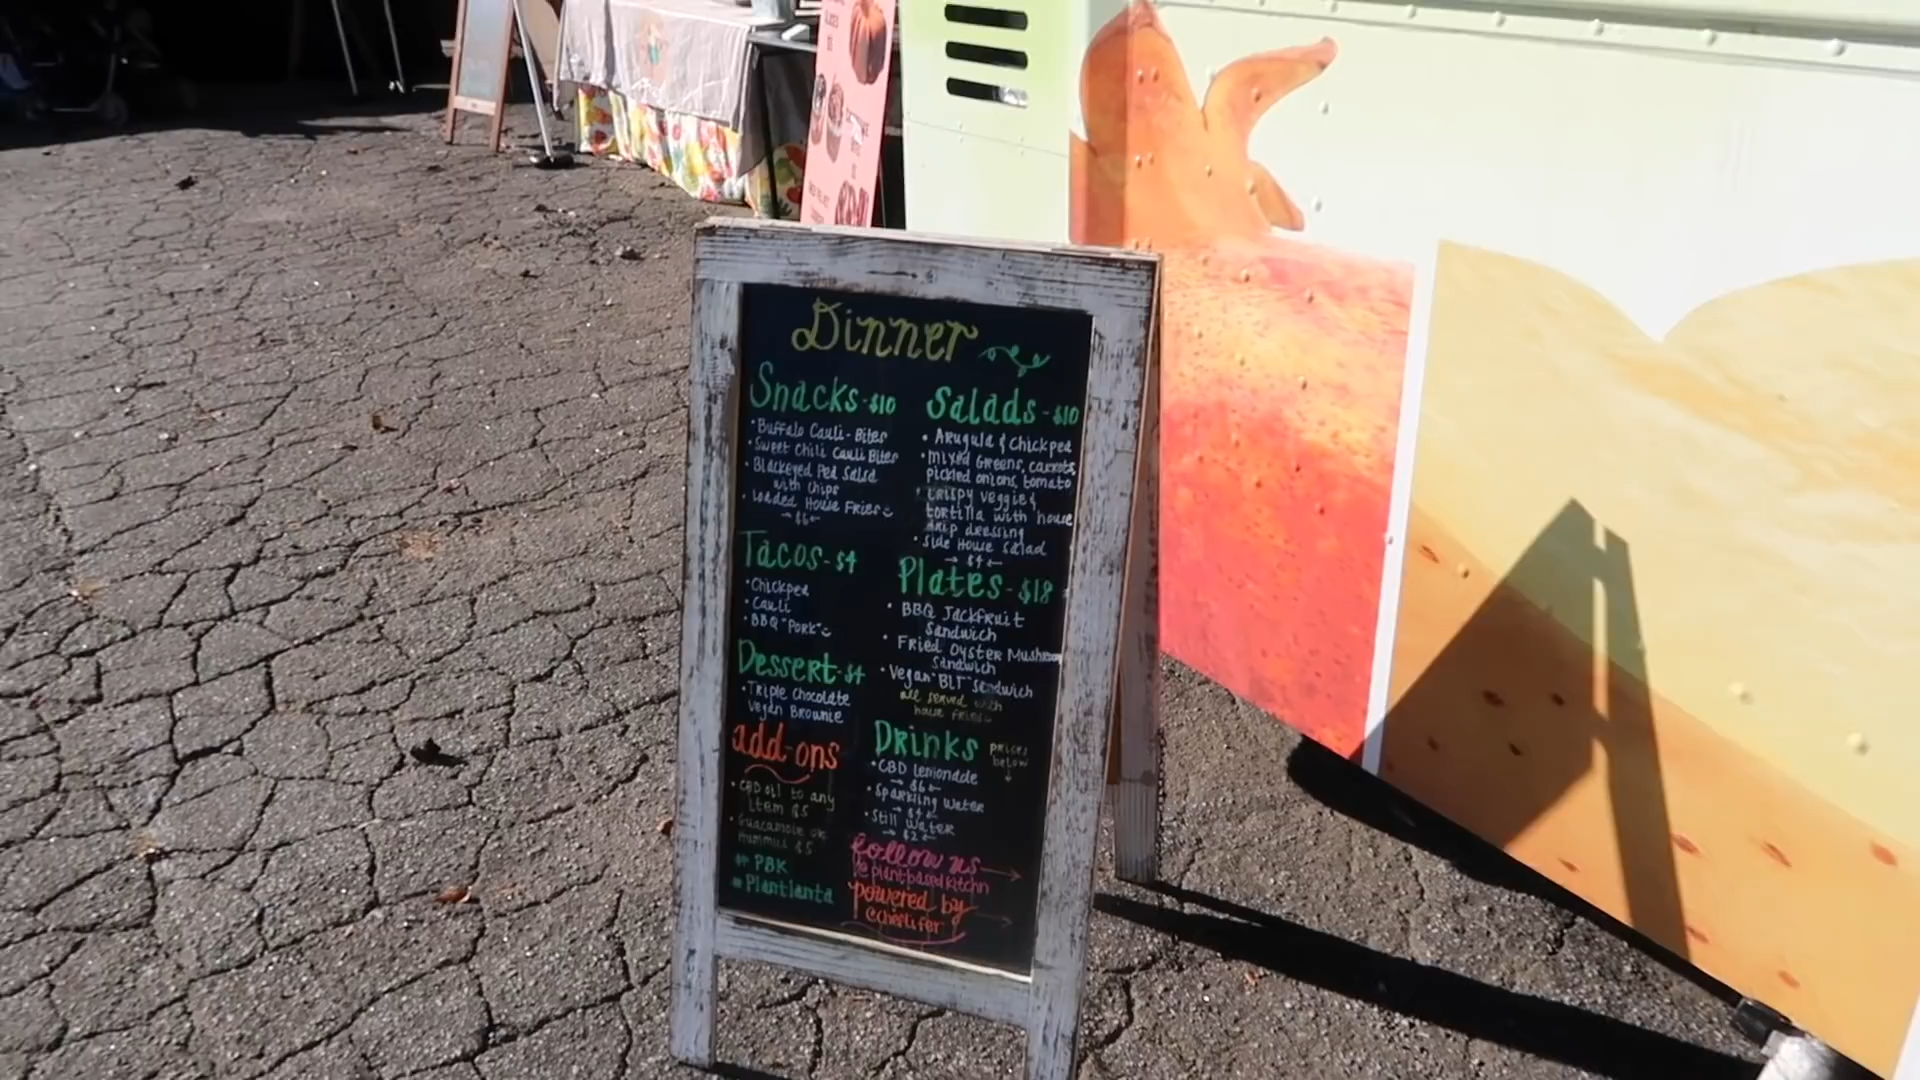 Dinner
Snacks-$10
• Buffalo Cauli-Bites
• Sweet Chili Cauli Bites
• Blackeyed Pea Salsa
with Chips
• Loaded House Fries
→ $6 ←
Tacos-$4
• Chickpea
• Cauli
• BBQ "Pork"
Dessert-$4
• Triple Chocolate
Vegan Brownie
add-ons
• CBD oil to any
item $5
• Guacamole or
Hummus $5
# PBK
# Plantlanta
Salads-$10
• Arugula & Chickpea
• Mixed Greens, carrots,
pickled onions, tomato
• Crispy veggie &
tortilla with house
drip dressing
• Side House Salad
→ $4 ←
Plates-$18
• BBQ Jackfruit
Sandwich
• Fried Oyster Mushroom
Sandwich
• Vegan "BLT" Sandwich
all served with
house fries
Drinks
prices
below
↓
• CBD Lemonade
→ $6 ←
• Sparkling Water
→ $4 ←
• Still Water
→ $2 ←
follow us →
@plantbasedkitchn
powered by